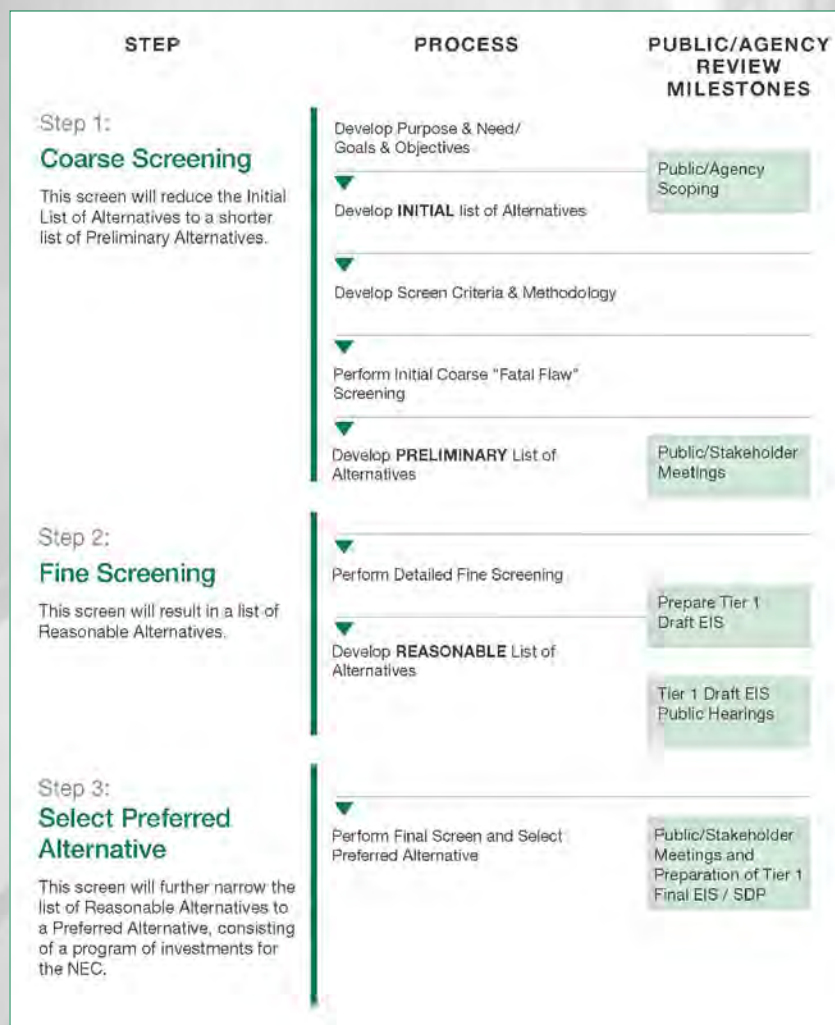 STEP
PROCESS
PUBLIC/AGENCY
REVIEW
MILESTONES
Step 1:
Coarse Screening
This screen will reduce the Initial
List of Alternatives to a shorter
list of Preliminary Alternatives.
Develop Purpose & Need/
Goals & Objectives
Public/Agency
Scoping
Develop INITIAL list of Alternatives
Develop Screen Criteria & Methodology
Perform Initial Coarse "Fatal Flaw"
Screening
Develop PRELIMINARY List of
Alternatives
Public/Stakeholder
Meetings
Step 2:
Fine Screening
This screen will result in a list of
Reasonable Alternatives.
Perform Detailed Fine Screening
Prepare Tier 1
Draft EIS
Develop REASONABLE List of
Alternatives
Tier 1 Draft EIS
Public Hearings
Step 3:
Select Preferred
Alternative
This screen will further narrow the
list of Reasonable Alternatives to
a Preferred Alternative, consisting
of a program of investments for
the NEC.
Perform Final Screen and Select
Preferred Alternative
Public/Stakeholder
Meetings and
Preparation of Tier 1
Final EIS / SDP